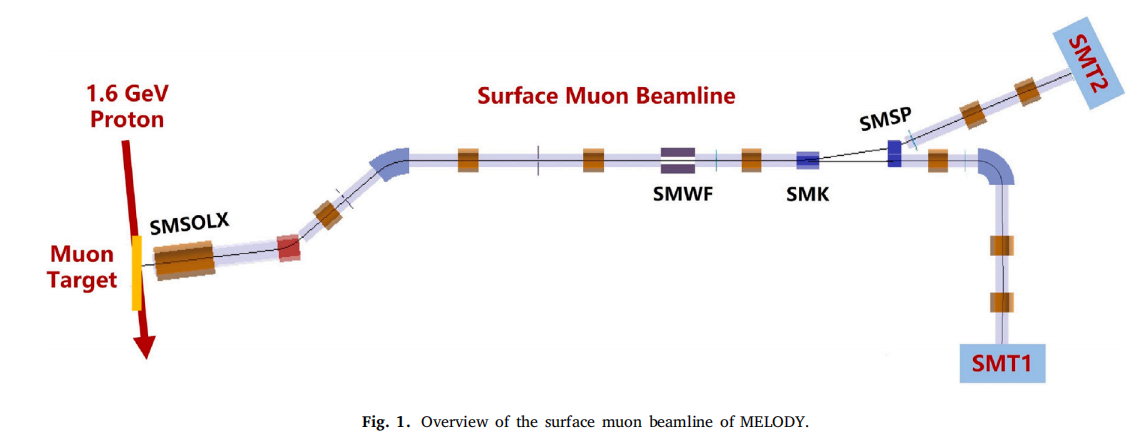 1.6 GeV
Proton
Surface Muon Beamline
SMT2
SMSP
SMSOLX
SMWF
SMK
Muon
Target
SMT1
Fig. 1. Overview of the surface muon beamline of MELODY.